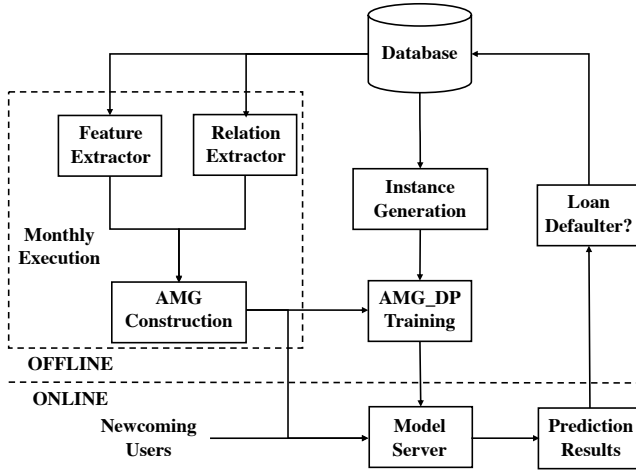 Database
Feature
Extractor
Relation
Extractor
Instance
Generation
Loan
Defaulter?
Monthly
Execution
AMG
Construction
AMG_DP
Training
OFFLINE
ONLINE
Newcoming
Users
Model
Server
Prediction
Results